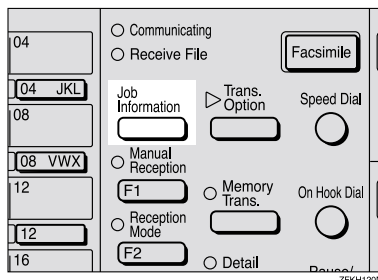 Communicating
04
Receive File
Facsimile
04 JKL
Job
Information
Trans.
Option
Speed Dial
08
08 VWX
Manual
Reception
12
F1
Memory
Trans.
On Hook Dial
Reception
Mode
12
F2
16
Detail
Pause/